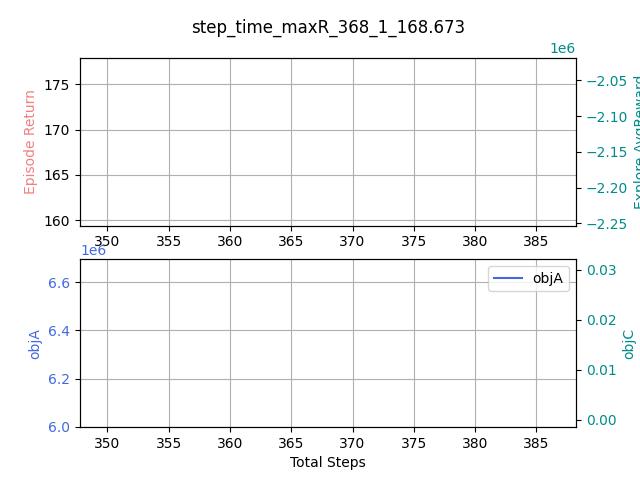 step_time_maxR_368_1_168.673
1e6
175
170
165
160
Episode Return
−2.05
−2.10
−2.15
−2.20
−2.25
Explore AvgReward
350 355 360 365 370 375 380 385
1e6
6.6
6.4
6.2
6.0
objA
objA
0.03
0.02
0.01
0.00
objC
350 355 360 365 370 375 380 385
Total Steps